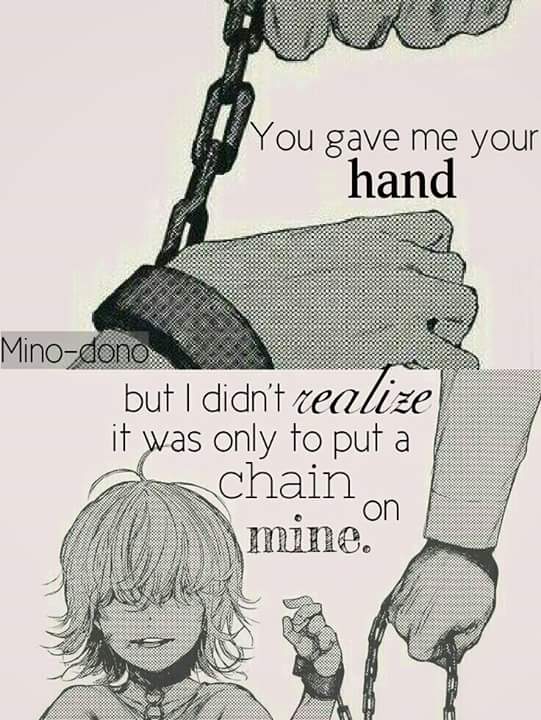 You gave me your
hand
Mino-dono
but I didn't realize
it was only to put a
chain
on
mine.